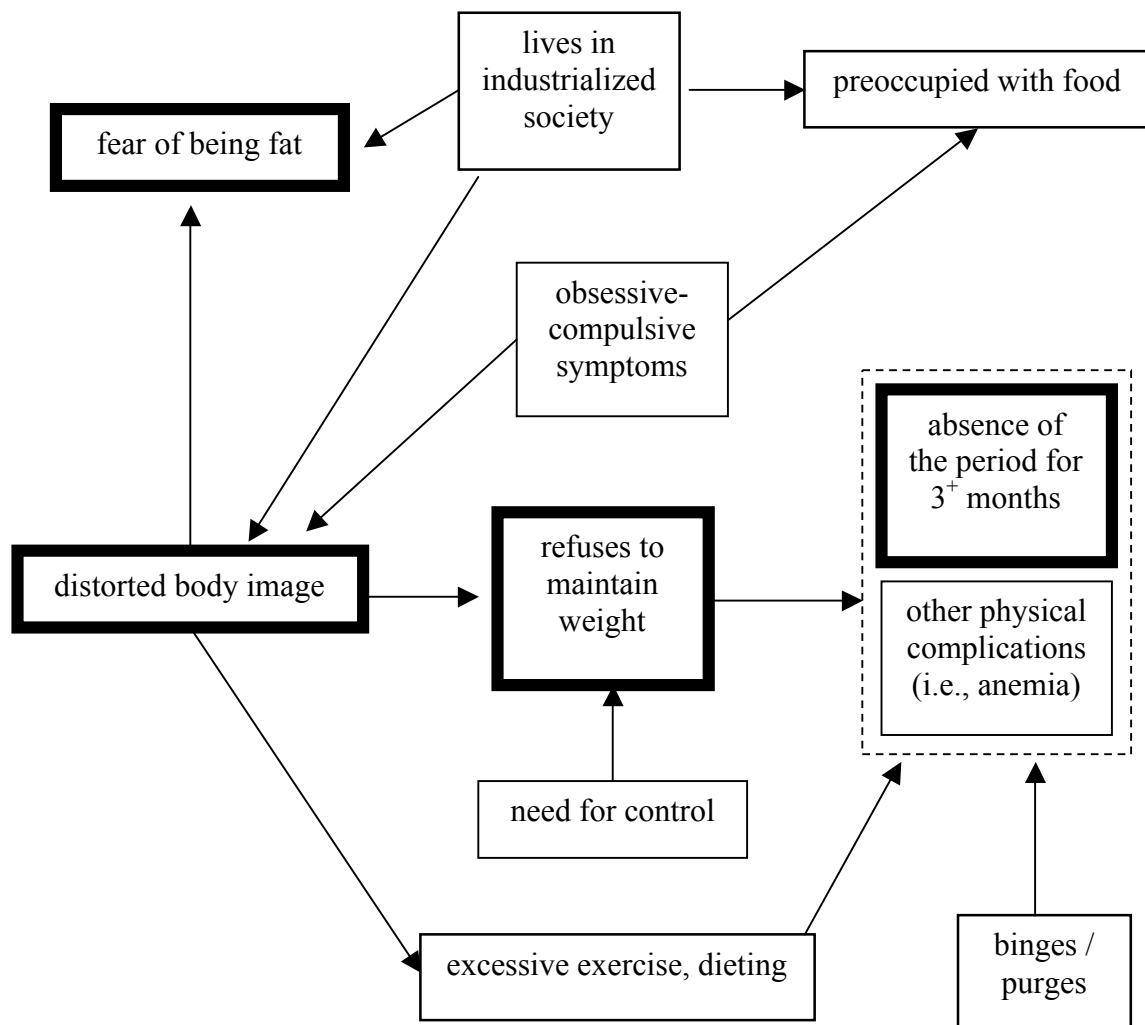 lives in
industrialized
society
preoccupied with food
fear of being fat
obsessive-
compulsive
symptoms
absence of
the period for
3⁺ months
distorted body image
refuses to
maintain
weight
other physical
complications
(i.e., anemia)
need for control
excessive exercise, dieting
binges /
purges